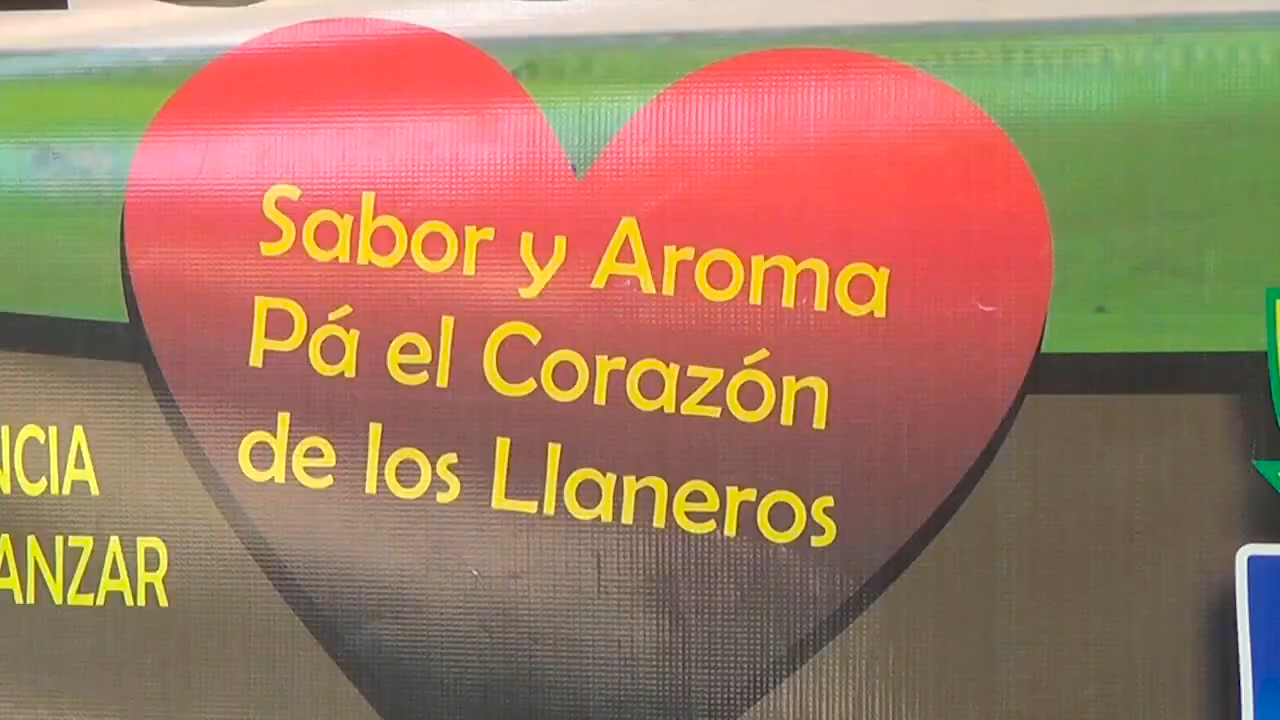 Sabor y Aroma
Pá el Corazón
de los Llaneros
NCIA
ANZAR